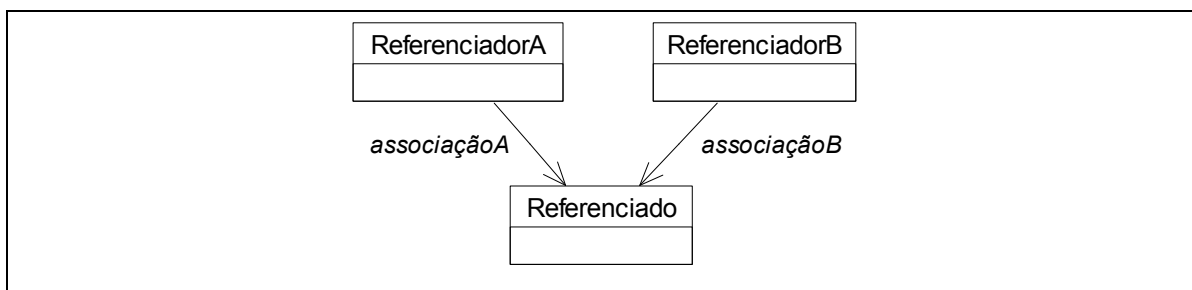 ReferenciadorA
ReferenciadorB
associaçãoA
associaçãoB
Referenciado